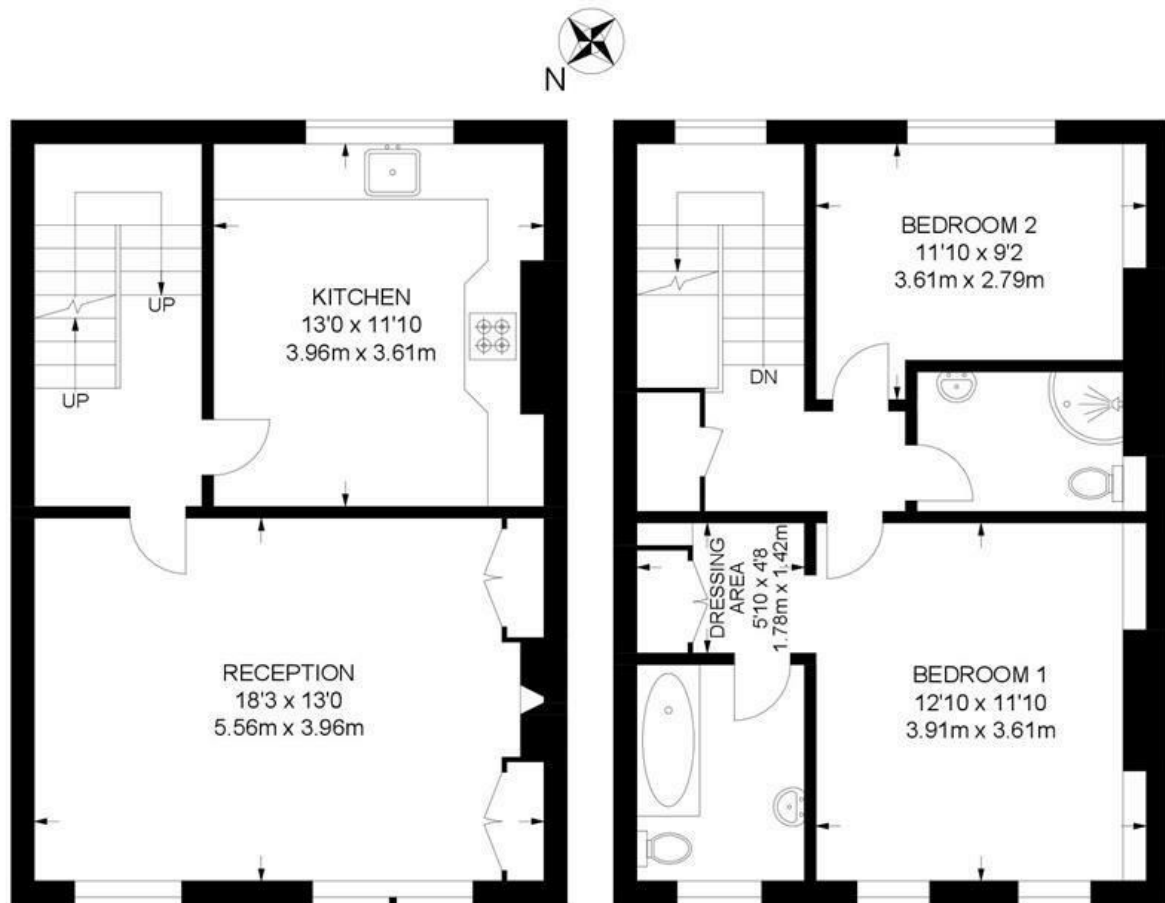 N
KITCHEN
13'0 x 11'10
3.96m x 3.61m
UP
UP
RECEPTION
18'3 x 13'0
5.56m x 3.96m
BEDROOM 2
11'10 x 9'2
3.61m x 2.79m
DN
DRESSING
AREA
5'10 x 4'8
1.78m x 1.42m
BEDROOM 1
12'10 x 11'10
3.91m x 3.61m